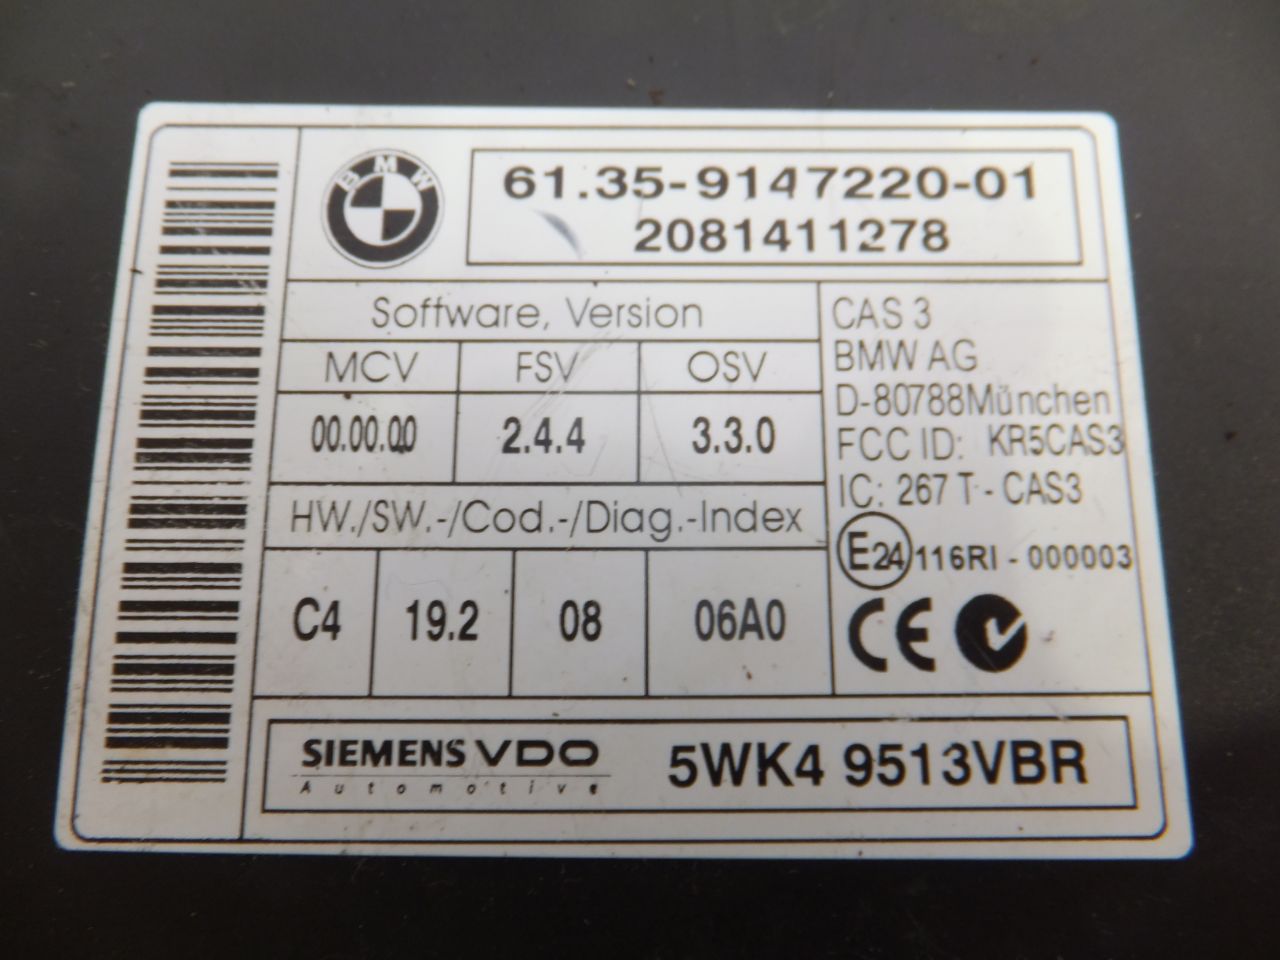 BMW
61.35-9147220-01
2081411278
Software, Version
MCV FSV OSV
00.00.00 2.4.4 3.3.0
HW./SW.-/Cod.-/Diag.-Index
C4 19.2 08 06A0
CAS 3
BMW AG
D-80788München
FCC ID: KR5CAS3
IC: 267 T - CAS3
E24 116RI - 000003
CE
SIEMENS VDO
Automotive
5WK4 9513VBR